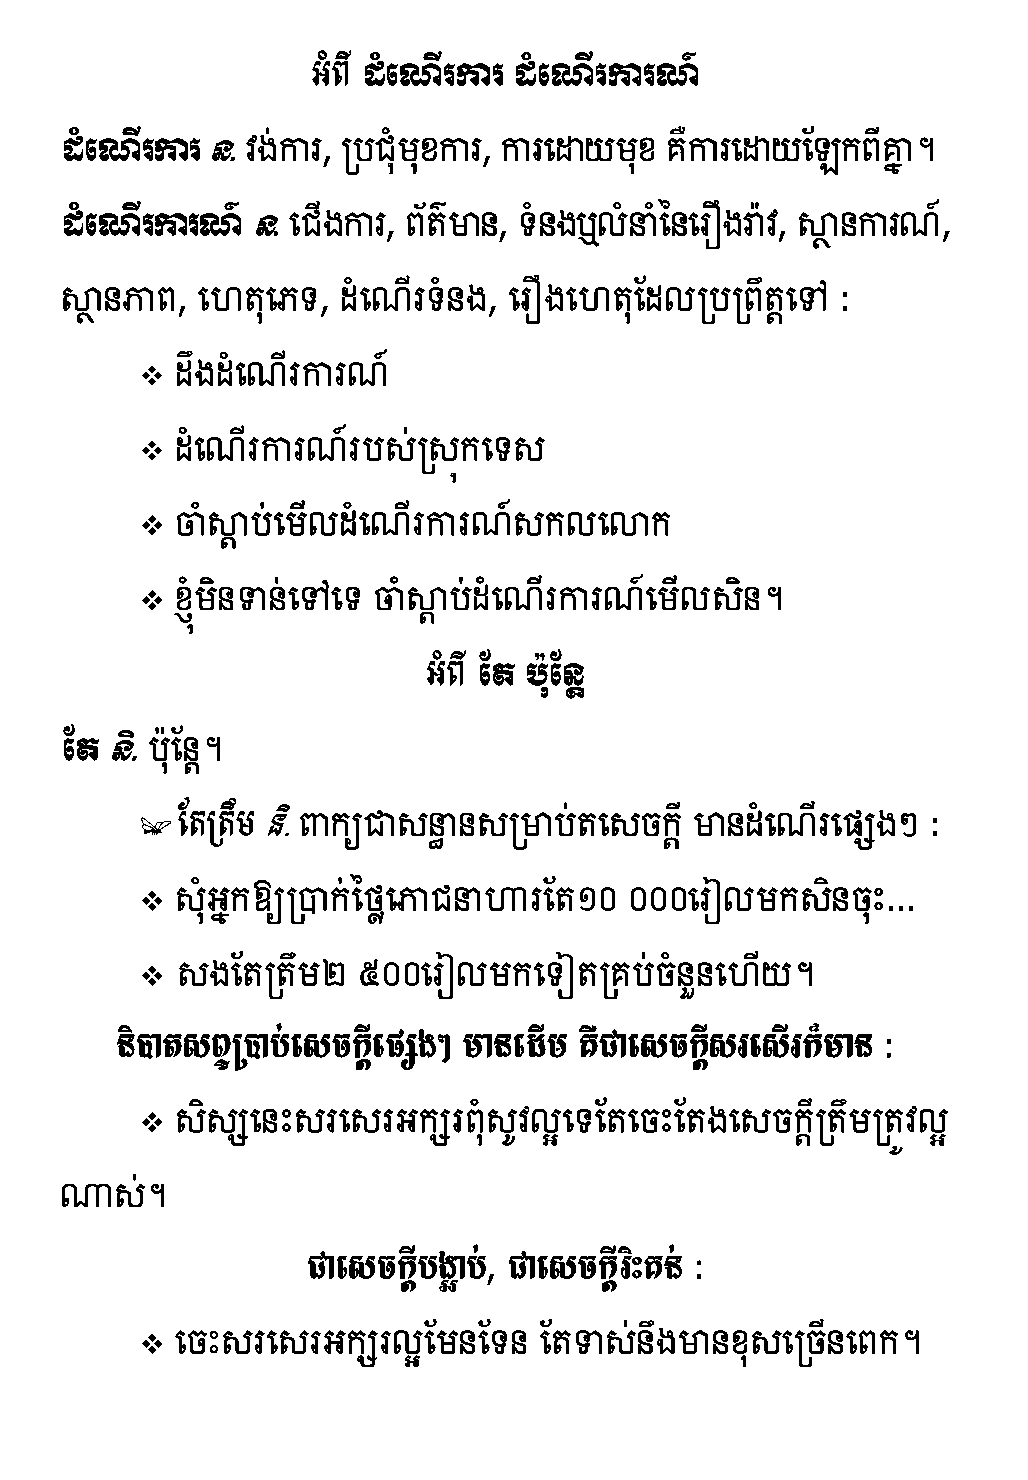 អំពី ដំណើរការ ដំណើរការណ៍
ដំណើរការ ន. វង់ការ, ប្រជុំមុខការ, ការដោយមុខ គឺការដោយឡែកពីគ្នា។
ដំណើរការណ៍ ន. ជើងការ, ព័ត៌មាន, ទំនងឬលំនាំនៃរឿងរ៉ាវ, ស្ថានការណ៍,
ស្ថានភាព, ហេតុភេទ, ដំណើរទំនង, រឿងហេតុដែលប្រព្រឹត្តទៅ :
❖ ដឹងដំណើរការណ៍
❖ ដំណើរការណ៍របស់ស្រុកទេស
❖ ចាំស្ដាប់មើលដំណើរការណ៍សកលលោក
❖ ខ្ញុំមិនទាន់ទៅទេ ចាំស្ដាប់ដំណើរការណ៍មើលសិន។
អំពី តែ ប៉ុន្តែ
តែ និ. ប៉ុន្តែ។
តែត្រឹម និ. ពាក្យជាសន្ធានសម្រាប់តសេចក្ដី មានដំណើរផ្សេងៗ :
❖ សុំអ្នកឱ្យប្រាក់ថ្លៃភោជនាហារតែ១០ ០០០រៀលមកសិនចុះ...
❖ សងតែត្រឹម២ ៥០០រៀលមកទៀតគ្រប់ចំនួនហើយ។
និបាតសព្ទប្រាប់សេចក្ដីផ្សេងៗ មានដើម គឺជាសេចក្ដីសរសើរក៏មាន :
❖ សិស្សនេះសរសេរអក្សរពុំសូវល្អទេតែចេះតែងសេចក្ដីត្រឹមត្រូវល្អ
ណាស់។
ជាសេចក្ដីបង្អាប់, ជាសេចក្ដីរិះគន់ :
❖ ចេះសរសេរអក្សរល្អមែនទែន តែទាស់នឹងមានខុសច្រើនពេក។